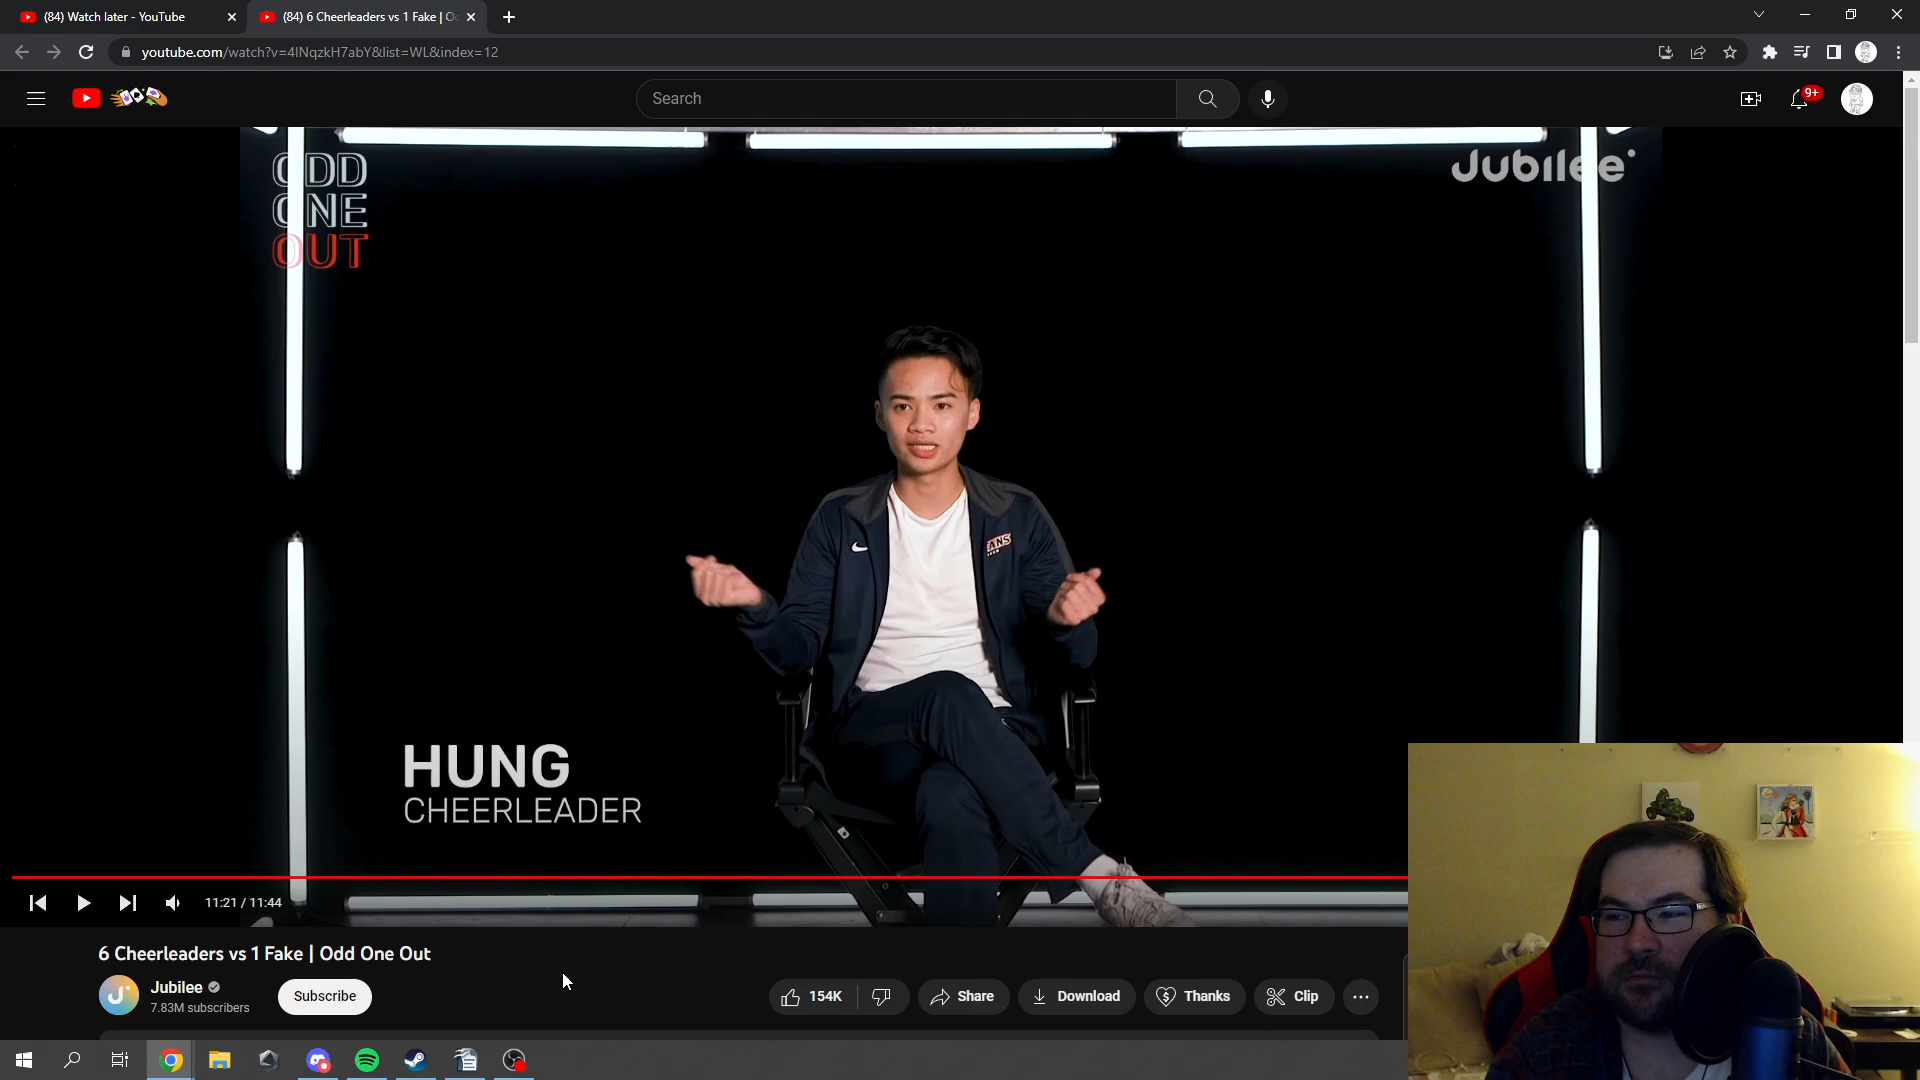 (84) Watch later - YouTube
(84) 6 Cheerleaders vs 1 Fake | Oc
youtube.com/watch?v=4lNqzkH7abY&list=WL&index=12
Search
9+
ODD
ONE
OUT
Jubilee
EANS
HUNG
CHEERLEADER
11:21 / 11:44
6 Cheerleaders vs 1 Fake | Odd One Out
Jubilee
7.83M subscribers
Subscribe
154K
Share
Download
Thanks
Clip